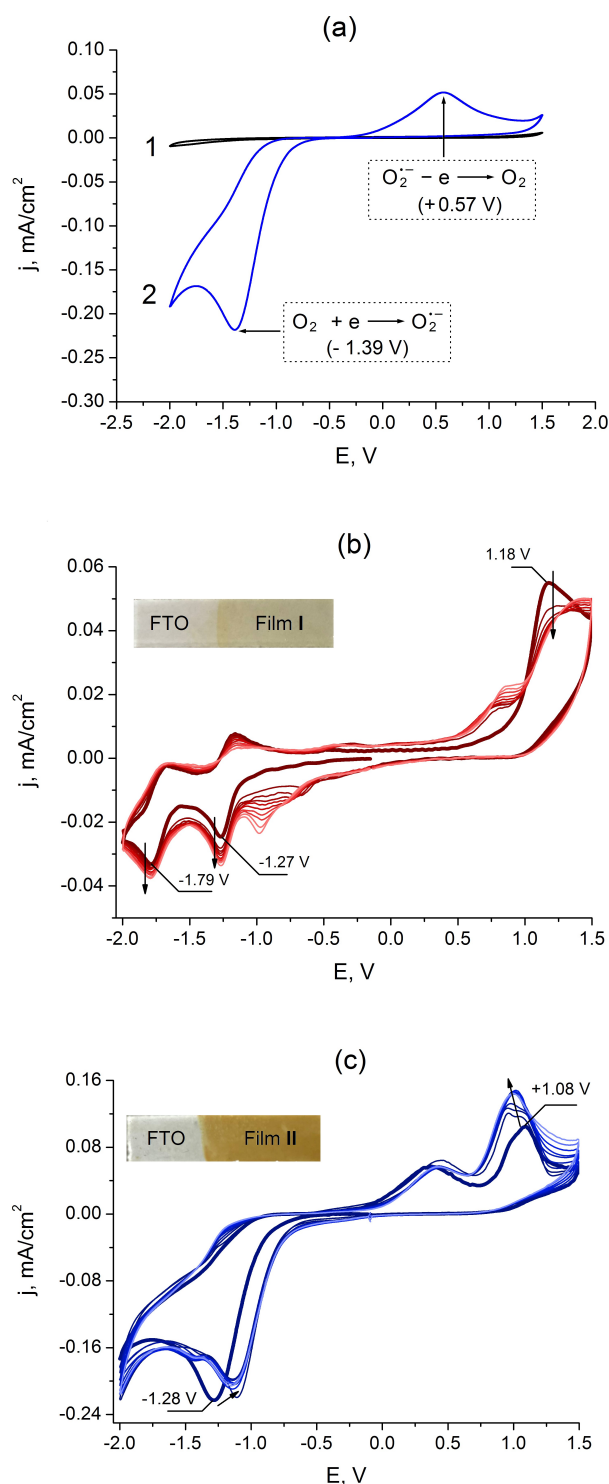 (a)
0.10
0.05
0.00
-0.05
-0.10
-0.15
-0.20
-0.25
-0.30
j, mA/cm²
1
2
O₂˙⁻ − e ⟶ O₂
(+0.57 V)
O₂ + e ⟶ O₂˙⁻
(- 1.39 V)
-2.5 -2.0 -1.5 -1.0 -0.5 0.0 0.5 1.0 1.5 2.0
E, V
(b)
0.06
0.04
0.02
0.00
-0.02
-0.04
j, mA/cm²
FTO Film I
1.18 V
-1.27 V
-1.79 V
-2.0 -1.5 -1.0 -0.5 0.0 0.5 1.0 1.5
E, V
(c)
0.16
0.08
0.00
-0.08
-0.16
-0.24
j, mA/cm²
FTO Film II
+1.08 V
-1.28 V
-2.0 -1.5 -1.0 -0.5 0.0 0.5 1.0 1.5
E, V